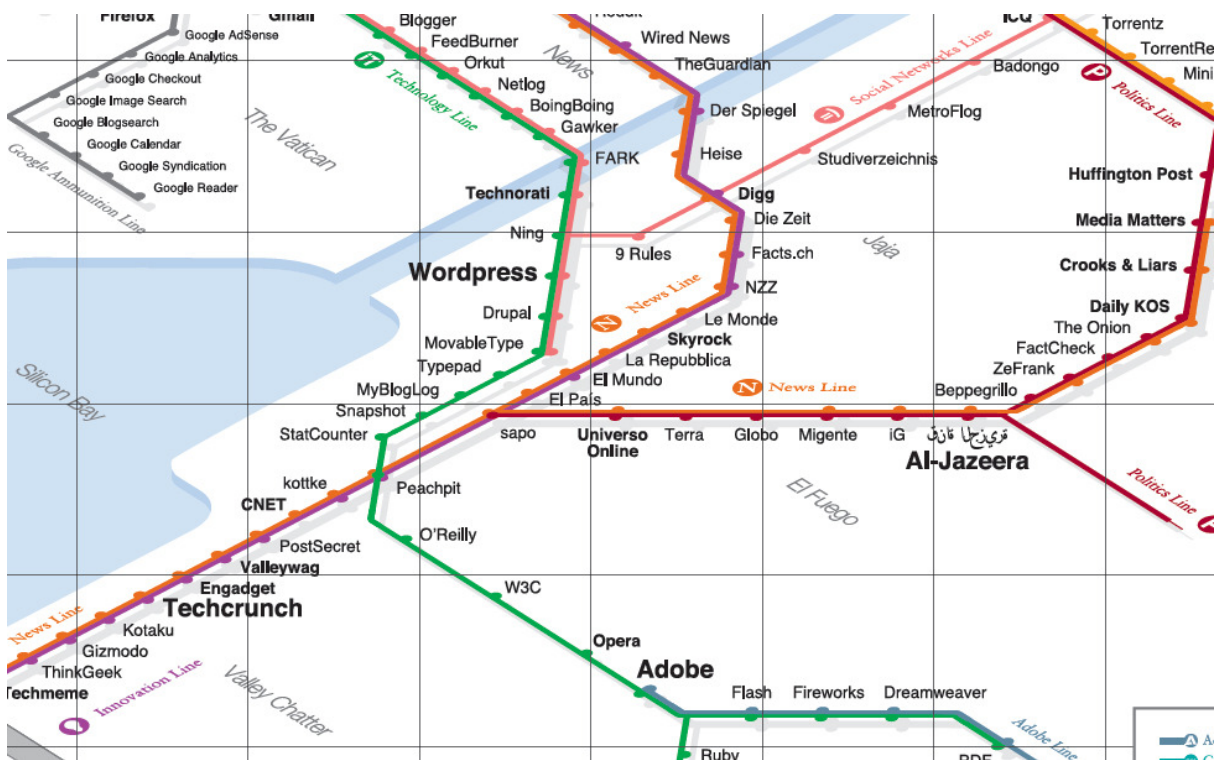 Firefox
Google AdSense
Google Analytics
Google Checkout
Google Image Search
Google Blogsearch
Google Calendar
Google Syndication
Google Reader
Google Ammunition Line
The Vatican
Gmail
Blogger
FeedBurner
Orkut
Netlog
BoingBoing
Gawker
FARK
Technology Line
Technorati
Ning
Wordpress
Drupal
MovableType
Typepad
MyBlogLog
Snapshot
StatCounter
News
Reddit
Wired News
TheGuardian
Der Spiegel
Heise
Digg
Die Zeit
Facts.ch
NZZ
Le Monde
Skyrock
La Repubblica
El Mundo
El País
9 Rules
N News Line
Social Networks Line
ICQ
Badongo
MetroFlog
Studiverzeichnis
Jaja
Torrentz
TorrentRe
Mini
P Politics Line
Huffington Post
Media Matters
Crooks & Liars
Daily KOS
The Onion
FactCheck
ZeFrank
Beppegrillo
N News Line
sapo
Universo
Online
Terra
Globo
Migente
iG
قناة الجزيرة
Al-Jazeera
Politics Line
El Fuego
Silicon Bay
Peachpit
kottke
CNET
PostSecret
Valleywag
Engadget
Techcrunch
Kotaku
Gizmodo
ThinkGeek
Techmeme
News Line
Innovation Line
Valley Chatter
O'Reilly
W3C
Opera
Adobe
Flash
Fireworks
Dreamweaver
Adobe Line
Ruby
PDF
A A